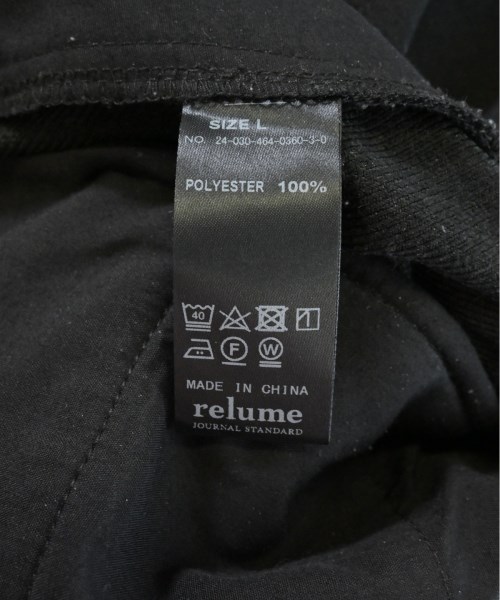 SIZE L
NO. 24-030-464-0360-3-0
POLYESTER 100%
40
F W
MADE IN CHINA
relume
JOURNAL STANDARD